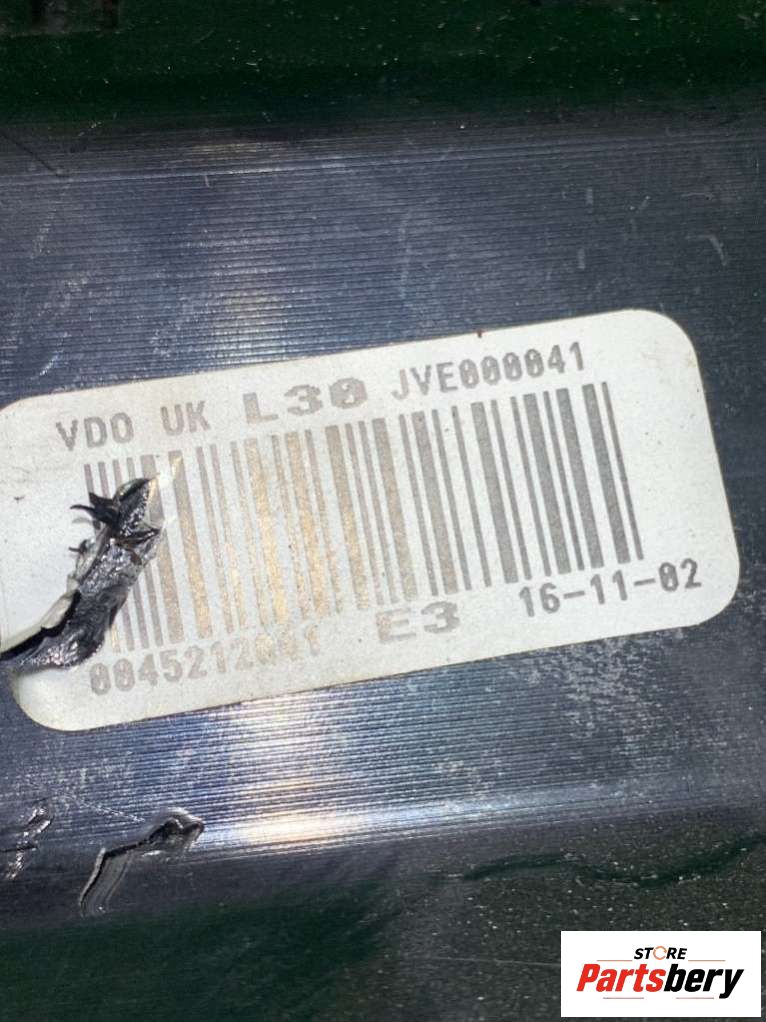 VDO UK L30 JVE000041
E3 16-11-02
STORE
Partsbery